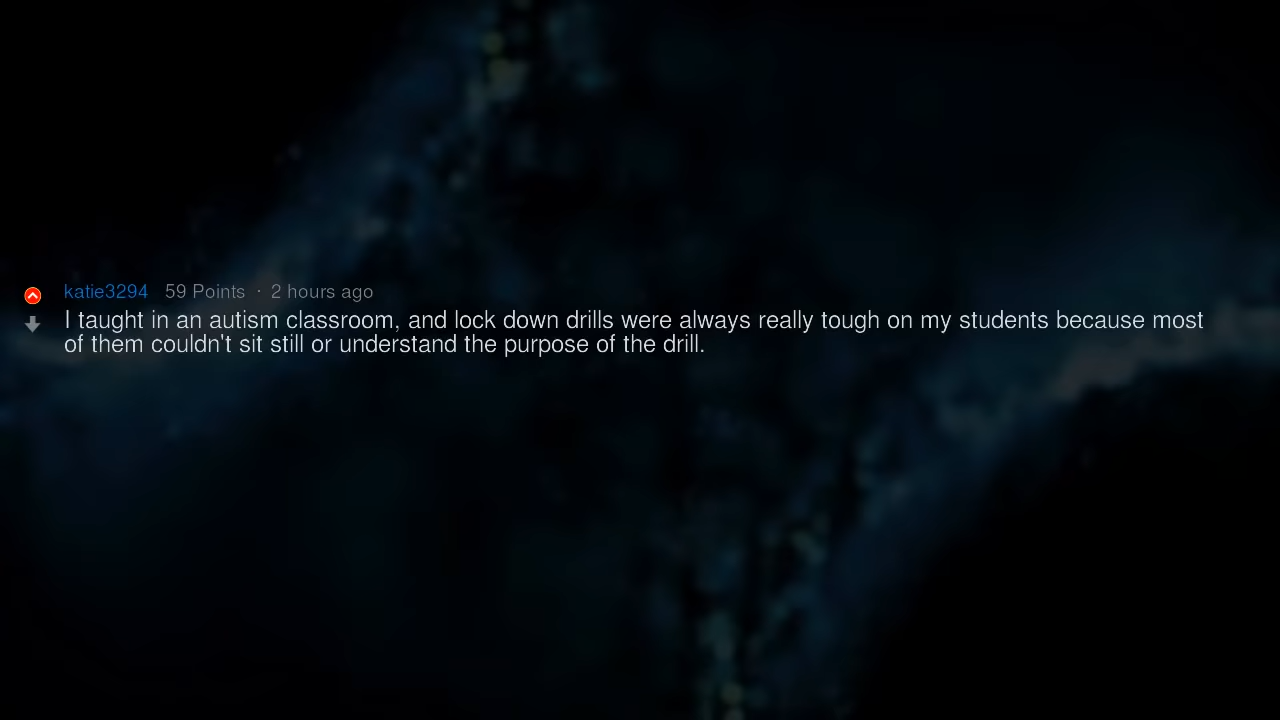 katie3294 59 Points · 2 hours ago
I taught in an autism classroom, and lock down drills were always really tough on my students because most
of them couldn't sit still or understand the purpose of the drill.